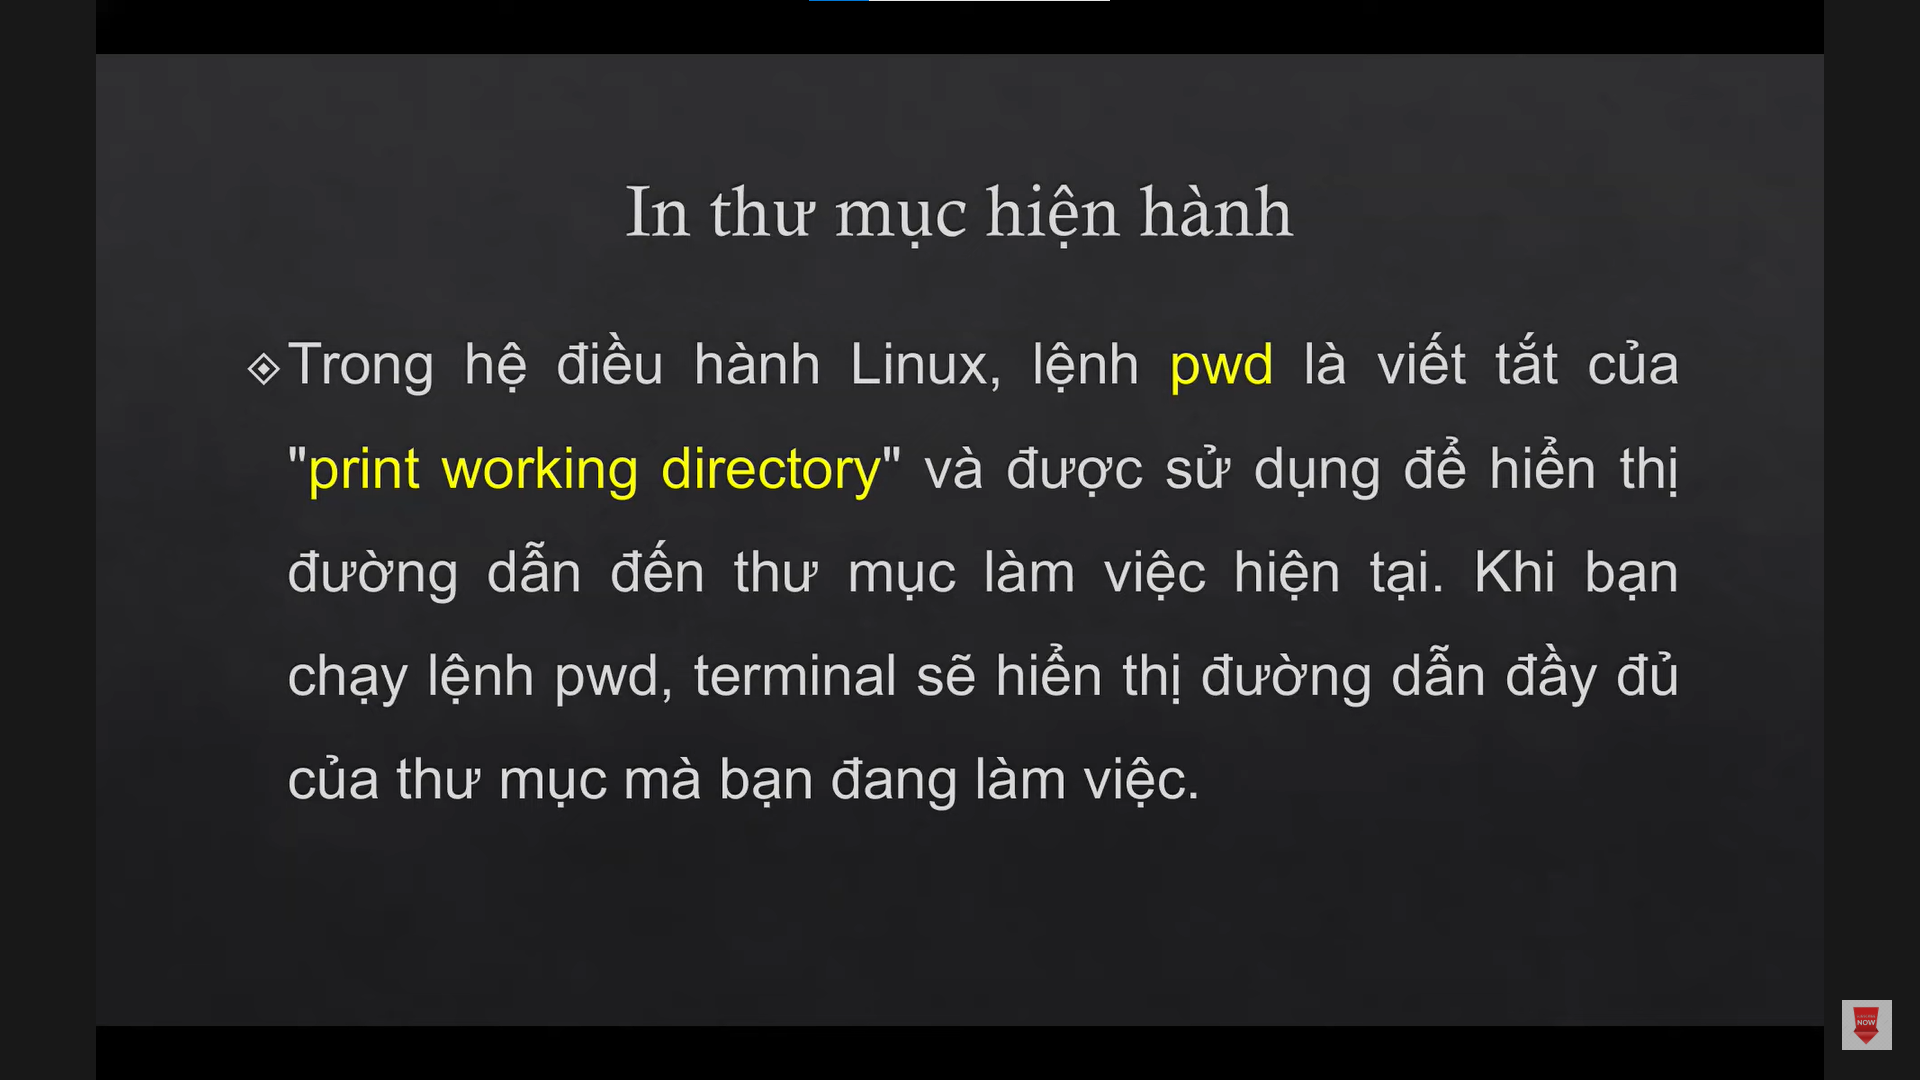 In thư mục hiện hành
Trong hệ điều hành Linux, lệnh pwd là viết tắt của
"print working directory" và được sử dụng để hiển thị
đường dẫn đến thư mục làm việc hiện tại. Khi bạn
chạy lệnh pwd, terminal sẽ hiển thị đường dẫn đầy đủ
của thư mục mà bạn đang làm việc.
NOW